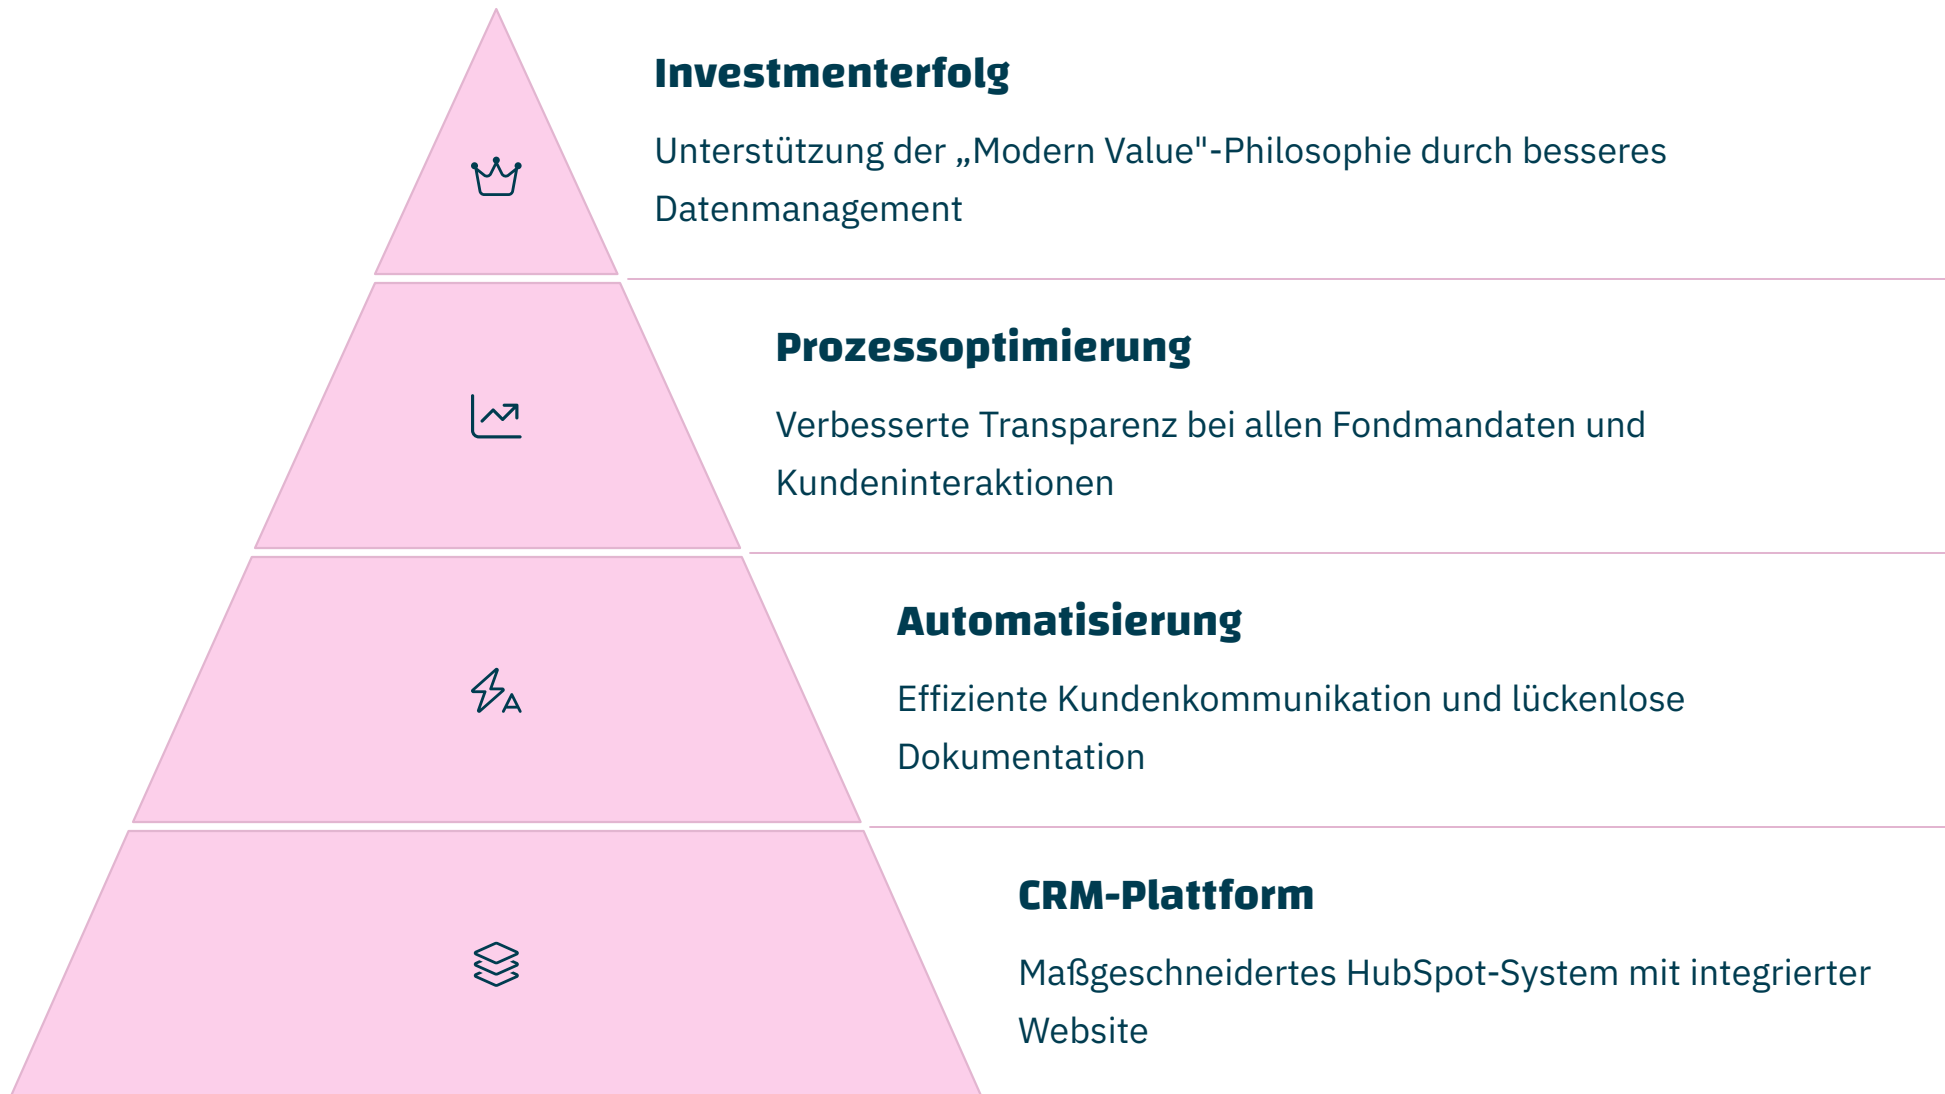 Investmenterfolg
Unterstützung der „Modern Value"-Philosophie durch besseres
Datenmanagement
Prozessoptimierung
Verbesserte Transparenz bei allen Fondmandaten und
Kundeninteraktionen
Automatisierung
Effiziente Kundenkommunikation und lückenlose
Dokumentation
CRM-Plattform
Maßgeschneidertes HubSpot-System mit integrierter
Website